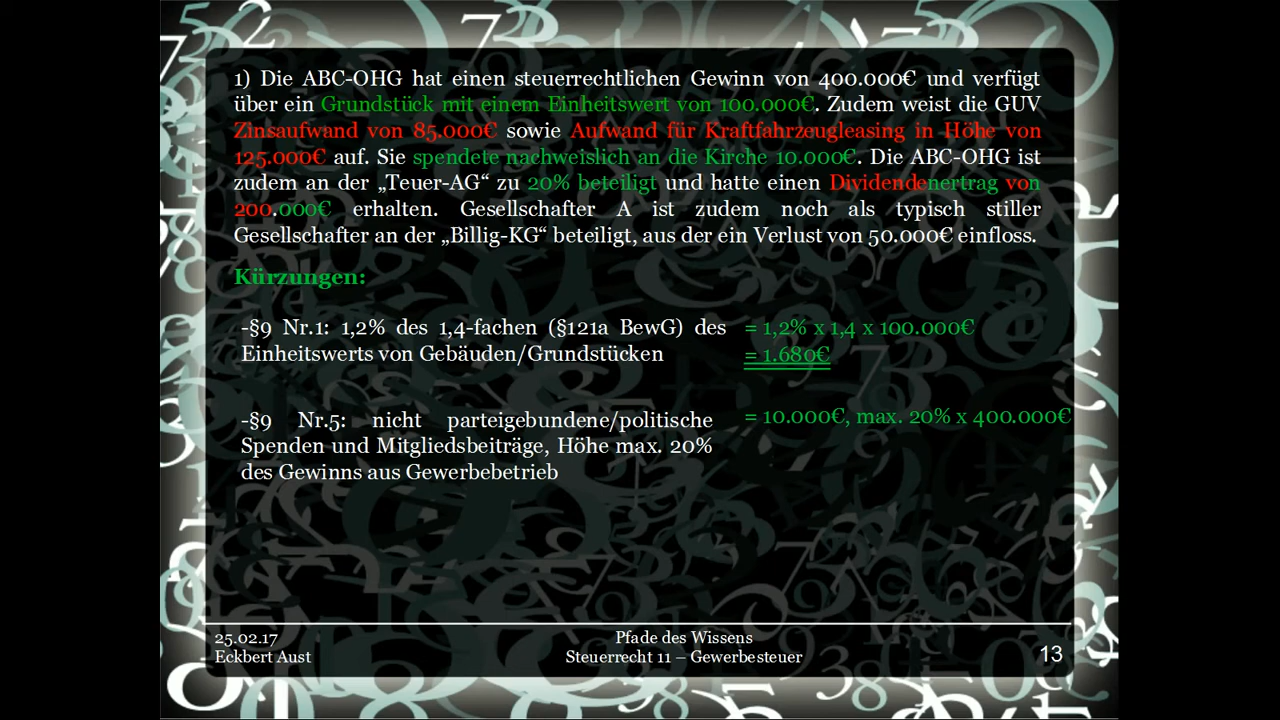 1) Die ABC-OHG hat einen steuerrechtlichen Gewinn von 400.000€ und verfügt
über ein Grundstück mit einem Einheitswert von 100.000€. Zudem weist die GUV
Zinsaufwand von 85.000€ sowie Aufwand für Kraftfahrzeugleasing in Höhe von
125.000€ auf. Sie spendete nachweislich an die Kirche 10.000€. Die ABC-OHG ist
zudem an der „Teuer-AG“ zu 20% beteiligt und hatte einen Dividendenertrag von
200.000€ erhalten. Gesellschafter A ist zudem noch als typisch stiller
Gesellschafter an der „Billig-KG“ beteiligt, aus der ein Verlust von 50.000€ einfloss.
Kürzungen:
-§9 Nr.1: 1,2% des 1,4-fachen (§121a BewG) des
Einheitswerts von Gebäuden/Grundstücken
= 1,2% x 1,4 x 100.000€
= 1.680€
-§9 Nr.5: nicht parteigebundene/politische
Spenden und Mitgliedsbeiträge, Höhe max. 20%
des Gewinns aus Gewerbebetrieb
= 10.000€, max. 20% x 400.000€
25.02.17
Eckbert Aust
Pfade des Wissens
Steuerrecht 11 – Gewerbesteuer
13